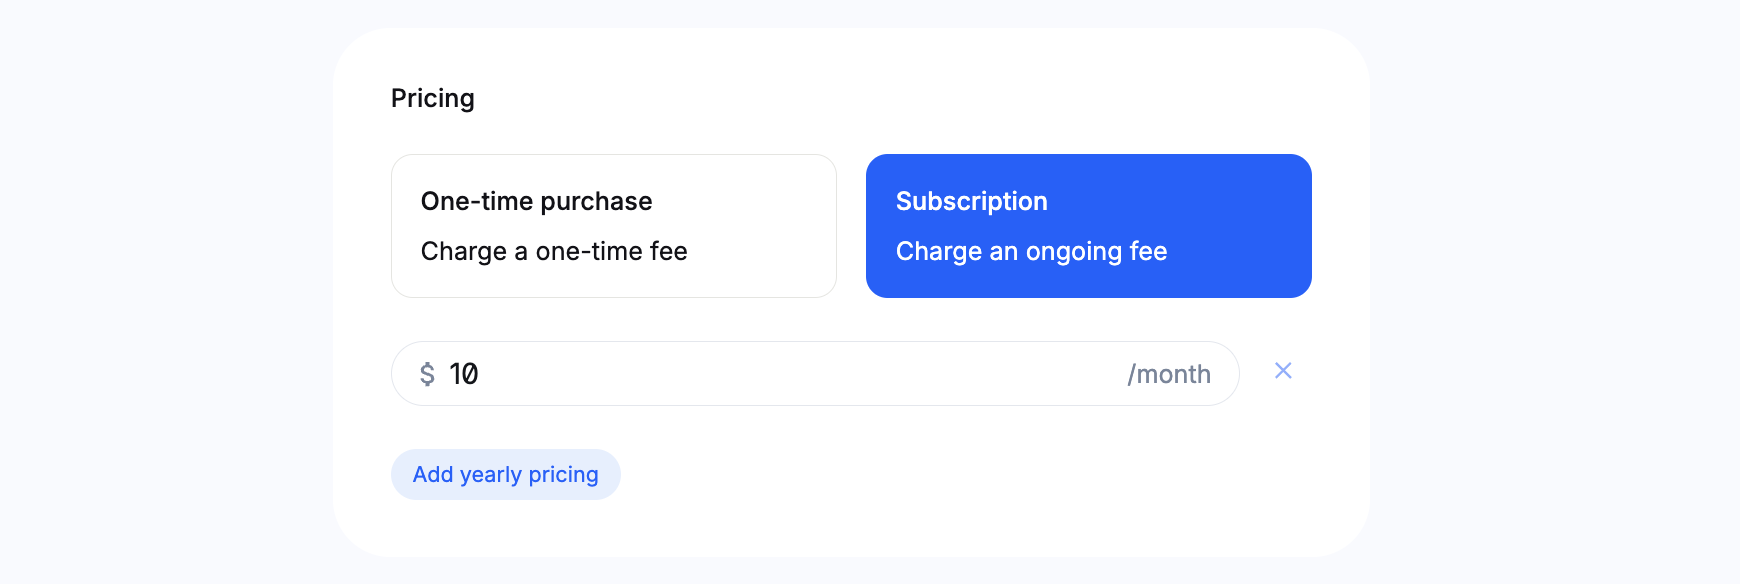 Pricing
One-time purchase
Charge a one-time fee
Subscription
Charge an ongoing fee
$ 10 /month
Add yearly pricing